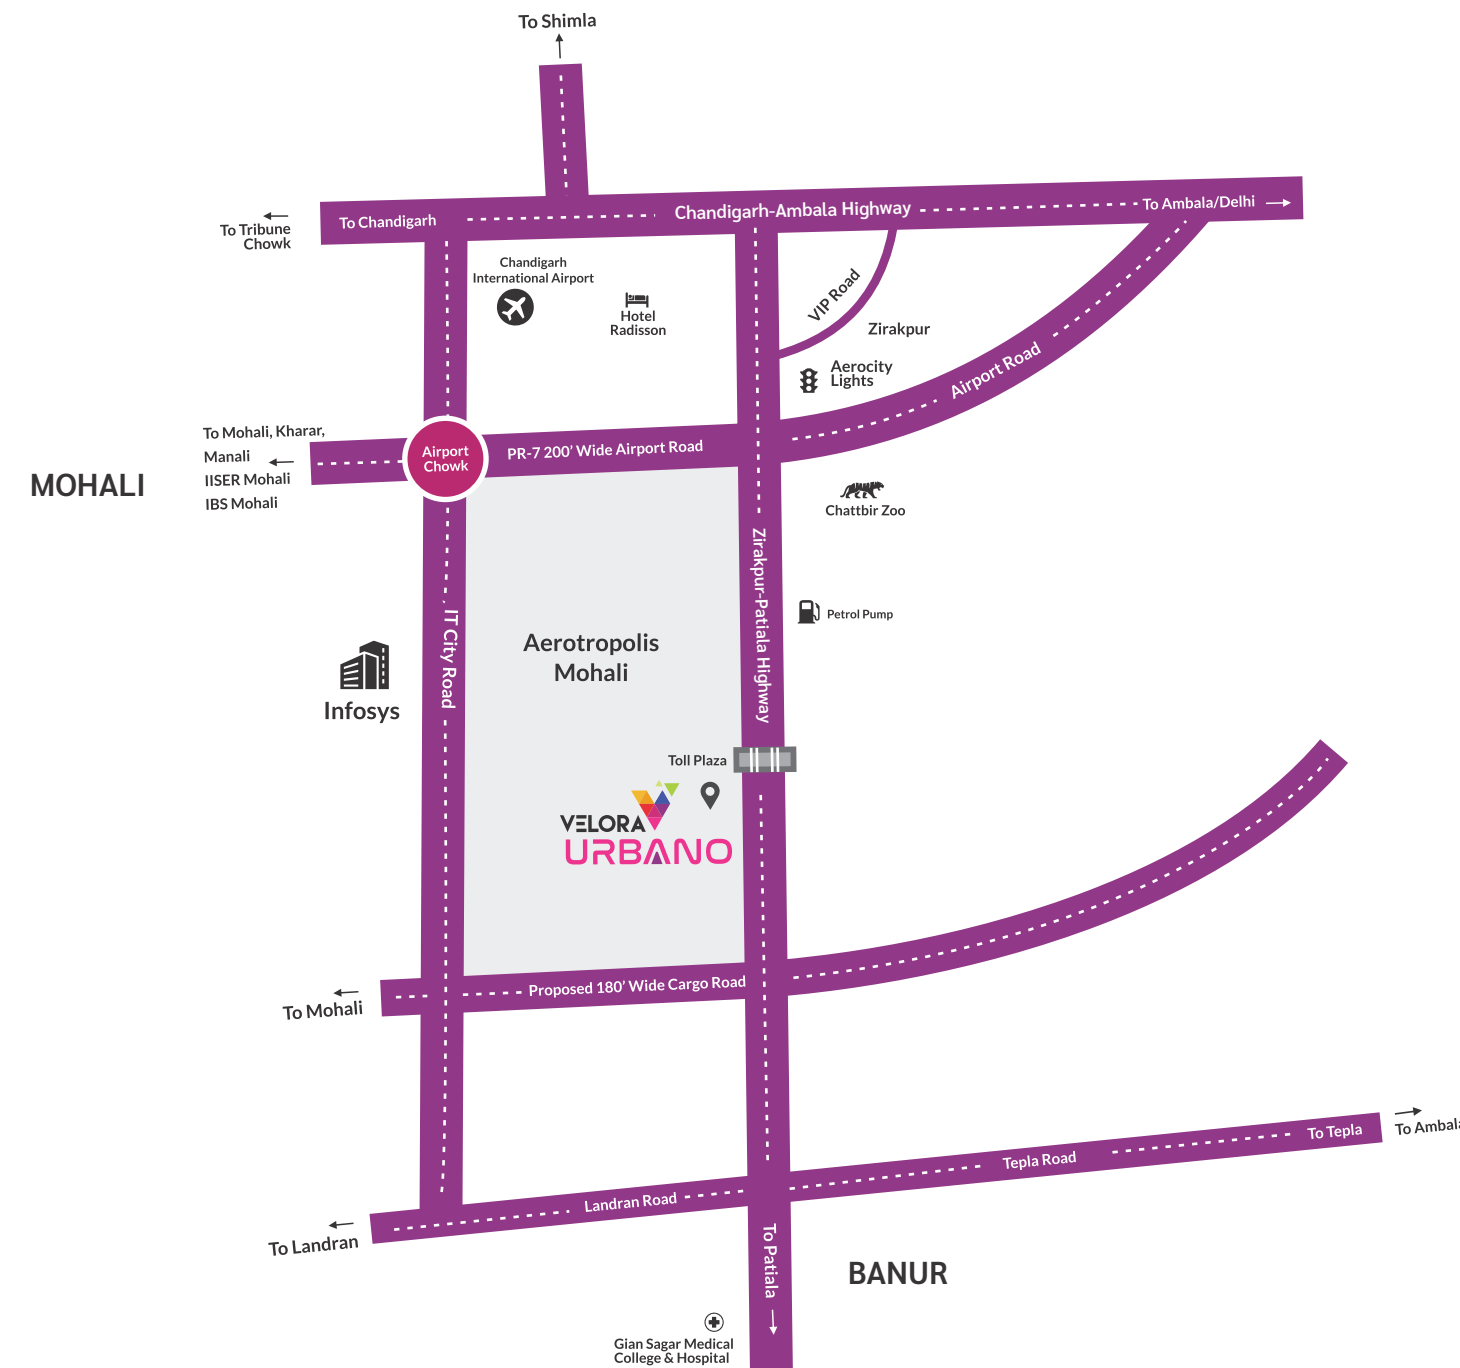 To Shimla
To Chandigarh
Chandigarh-Ambala Highway
To Ambala/Delhi
To Tribune
Chowk
Chandigarh
International Airport
Hotel
Radisson
VIP Road
Zirakpur
Aerocity
Lights
Airport Road
To Mohali, Kharar,
Manali
IISER Mohali
IBS Mohali
Airport
Chowk
PR-7 200' Wide Airport Road
MOHALI
Chattbir Zoo
Zirakpur-Patiala Highway
Petrol Pump
IT City Road
Aerotropolis
Mohali
Infosys
Toll Plaza
VELORA
URBANO
To Mohali
Proposed 180' Wide Cargo Road
To Landran
Landran Road
Tepla Road
To Tepla
To Patiala
BANUR
Gian Sagar Medical
College & Hospital